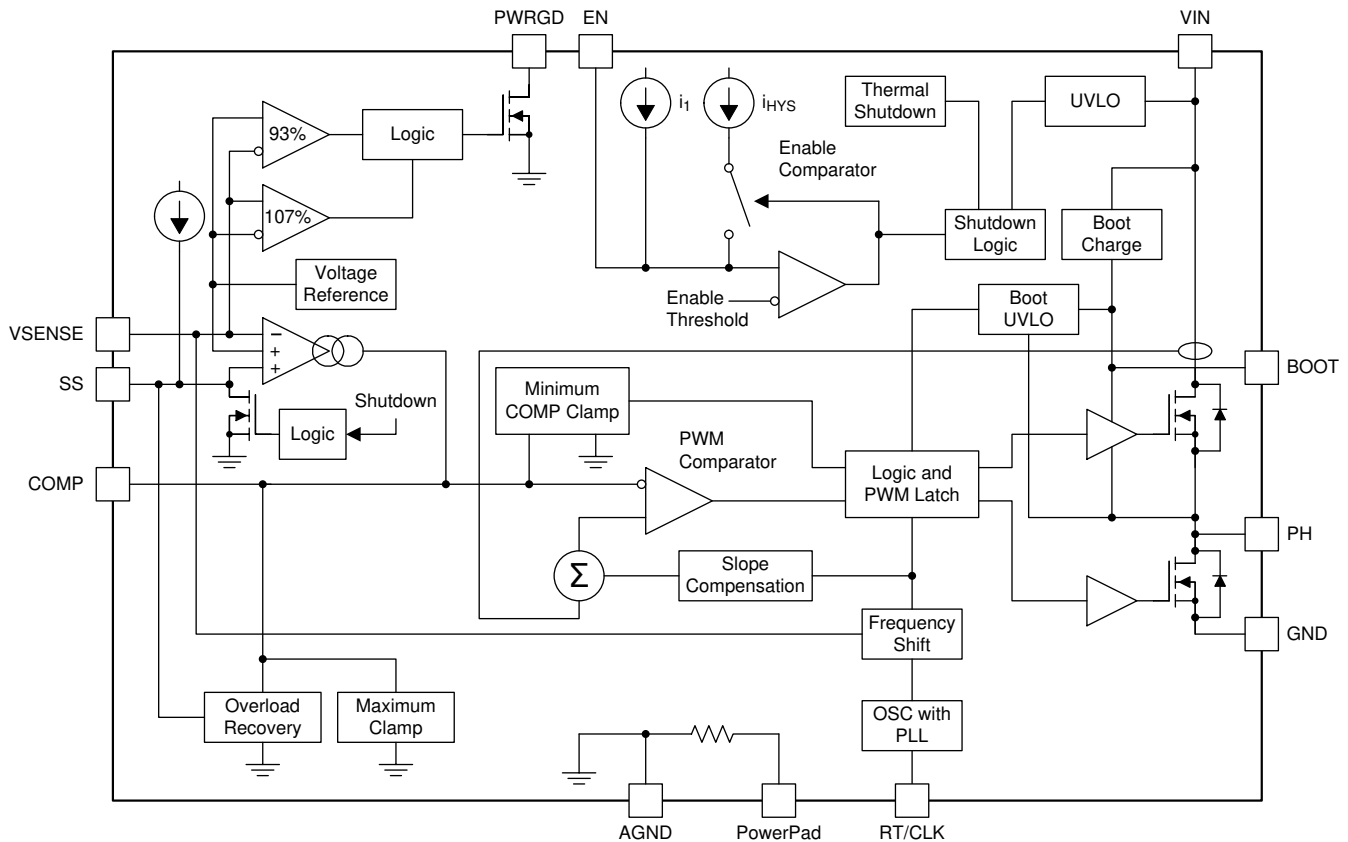 PWRGD
EN
VIN
93%
Logic
i1
iHYS
Thermal
Shutdown
UVLO
Enable
Comparator
107%
Shutdown
Logic
Boot
Charge
Voltage
Reference
Enable
Threshold
Boot
UVLO
VSENSE
−
+
+
SS
BOOT
Shutdown
Logic
Minimum
COMP Clamp
PWM
Comparator
COMP
Logic and
PWM Latch
PH
Σ
Slope
Compensation
Frequency
Shift
GND
Overload
Recovery
Maximum
Clamp
OSC with
PLL
AGND
PowerPad
RT/CLK